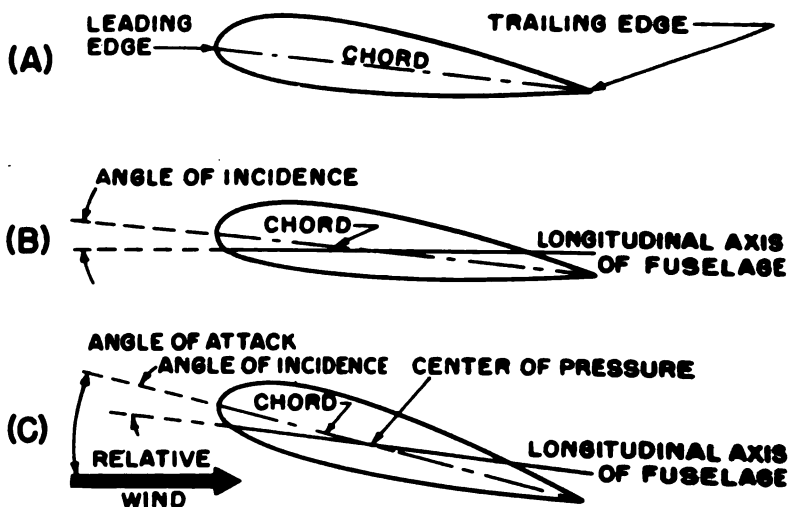 LEADING
EDGE
TRAILING EDGE
(A)
CHORD
ANGLE OF INCIDENCE
(B)
CHORD
LONGITUDINAL AXIS
OF FUSELAGE
ANGLE OF ATTACK
ANGLE OF INCIDENCE
CENTER OF PRESSURE
(C)
CHORD
LONGITUDINAL AXIS
OF FUSELAGE
RELATIVE
WIND